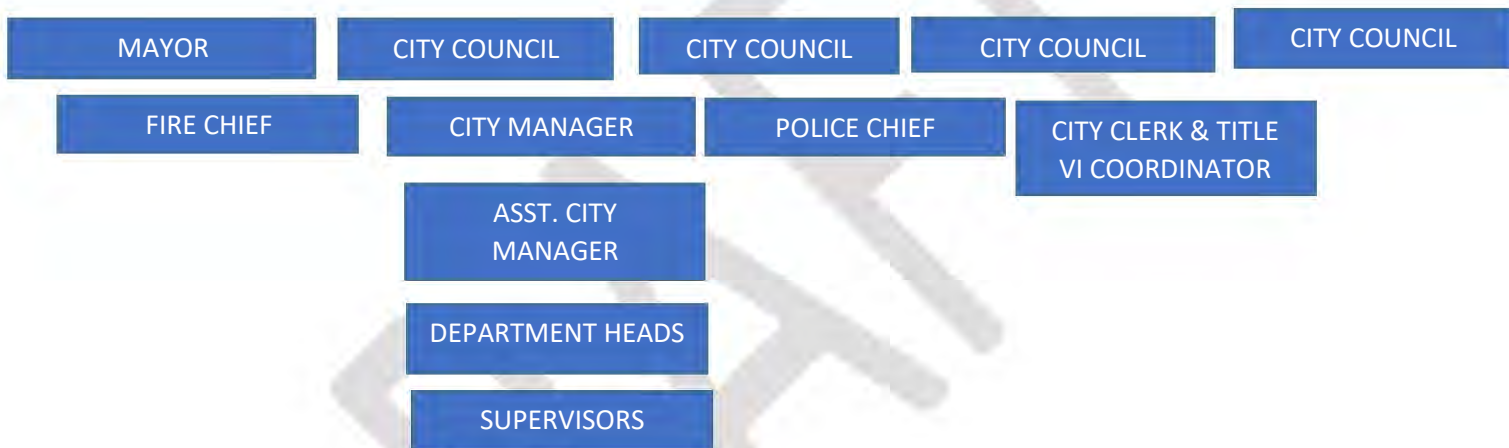 MAYOR
CITY COUNCIL
CITY COUNCIL
CITY COUNCIL
CITY COUNCIL
FIRE CHIEF
CITY MANAGER
POLICE CHIEF
CITY CLERK & TITLE
VI COORDINATOR
ASST. CITY
MANAGER
DEPARTMENT HEADS
SUPERVISORS